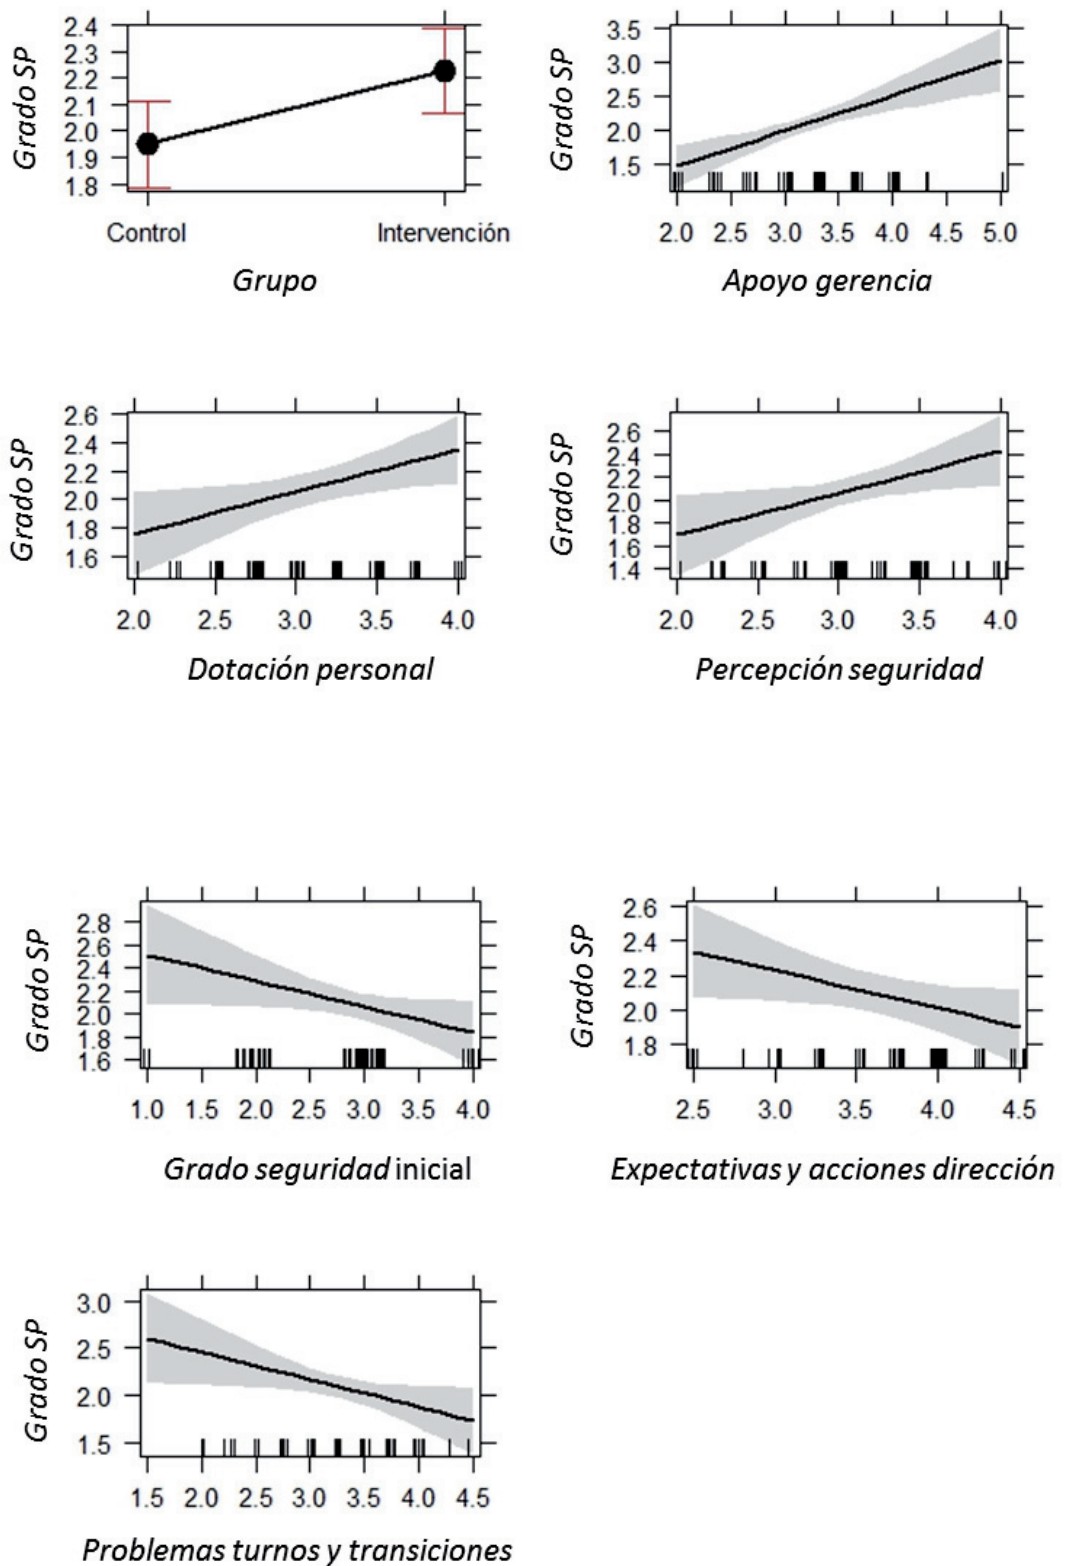 2.4
2.3
2.2
2.1
2.0
1.9
1.8
Grado SP
Control Intervención
Grupo
3.5
3.0
2.5
2.0
1.5
Grado SP
2.0 2.5 3.0 3.5 4.0 4.5 5.0
Apoyo gerencia
2.6
2.4
2.2
2.0
1.8
1.6
Grado SP
2.0 2.5 3.0 3.5 4.0
Dotación personal
2.6
2.4
2.2
2.0
1.8
1.6
1.4
Grado SP
2.0 2.5 3.0 3.5 4.0
Percepción seguridad
2.8
2.6
2.4
2.2
2.0
1.8
1.6
Grado SP
1.0 1.5 2.0 2.5 3.0 3.5 4.0
Grado seguridad inicial
2.6
2.4
2.2
2.0
1.8
Grado SP
2.5 3.0 3.5 4.0 4.5
Expectativas y acciones dirección
3.0
2.5
2.0
1.5
Grado SP
1.5 2.0 2.5 3.0 3.5 4.0 4.5
Problemas turnos y transiciones